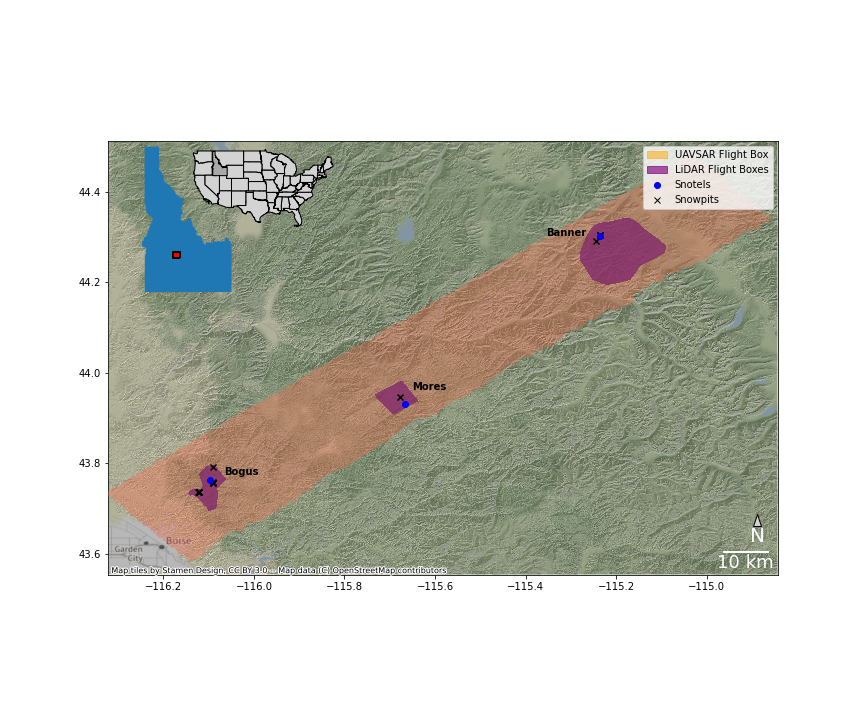 UAVSAR Flight Box
LiDAR Flight Boxes
Snotels
Snowpits
44.4
44.2
44.0
43.8
43.6
Banner
Mores
Bogus
Boise
Garden
City
N
10 km
Map tiles by Stamen Design, CC BY 3.0 -- Map data (C) OpenStreetMap contributors
−116.2
−116.0
−115.8
−115.6
−115.4
−115.2
−115.0